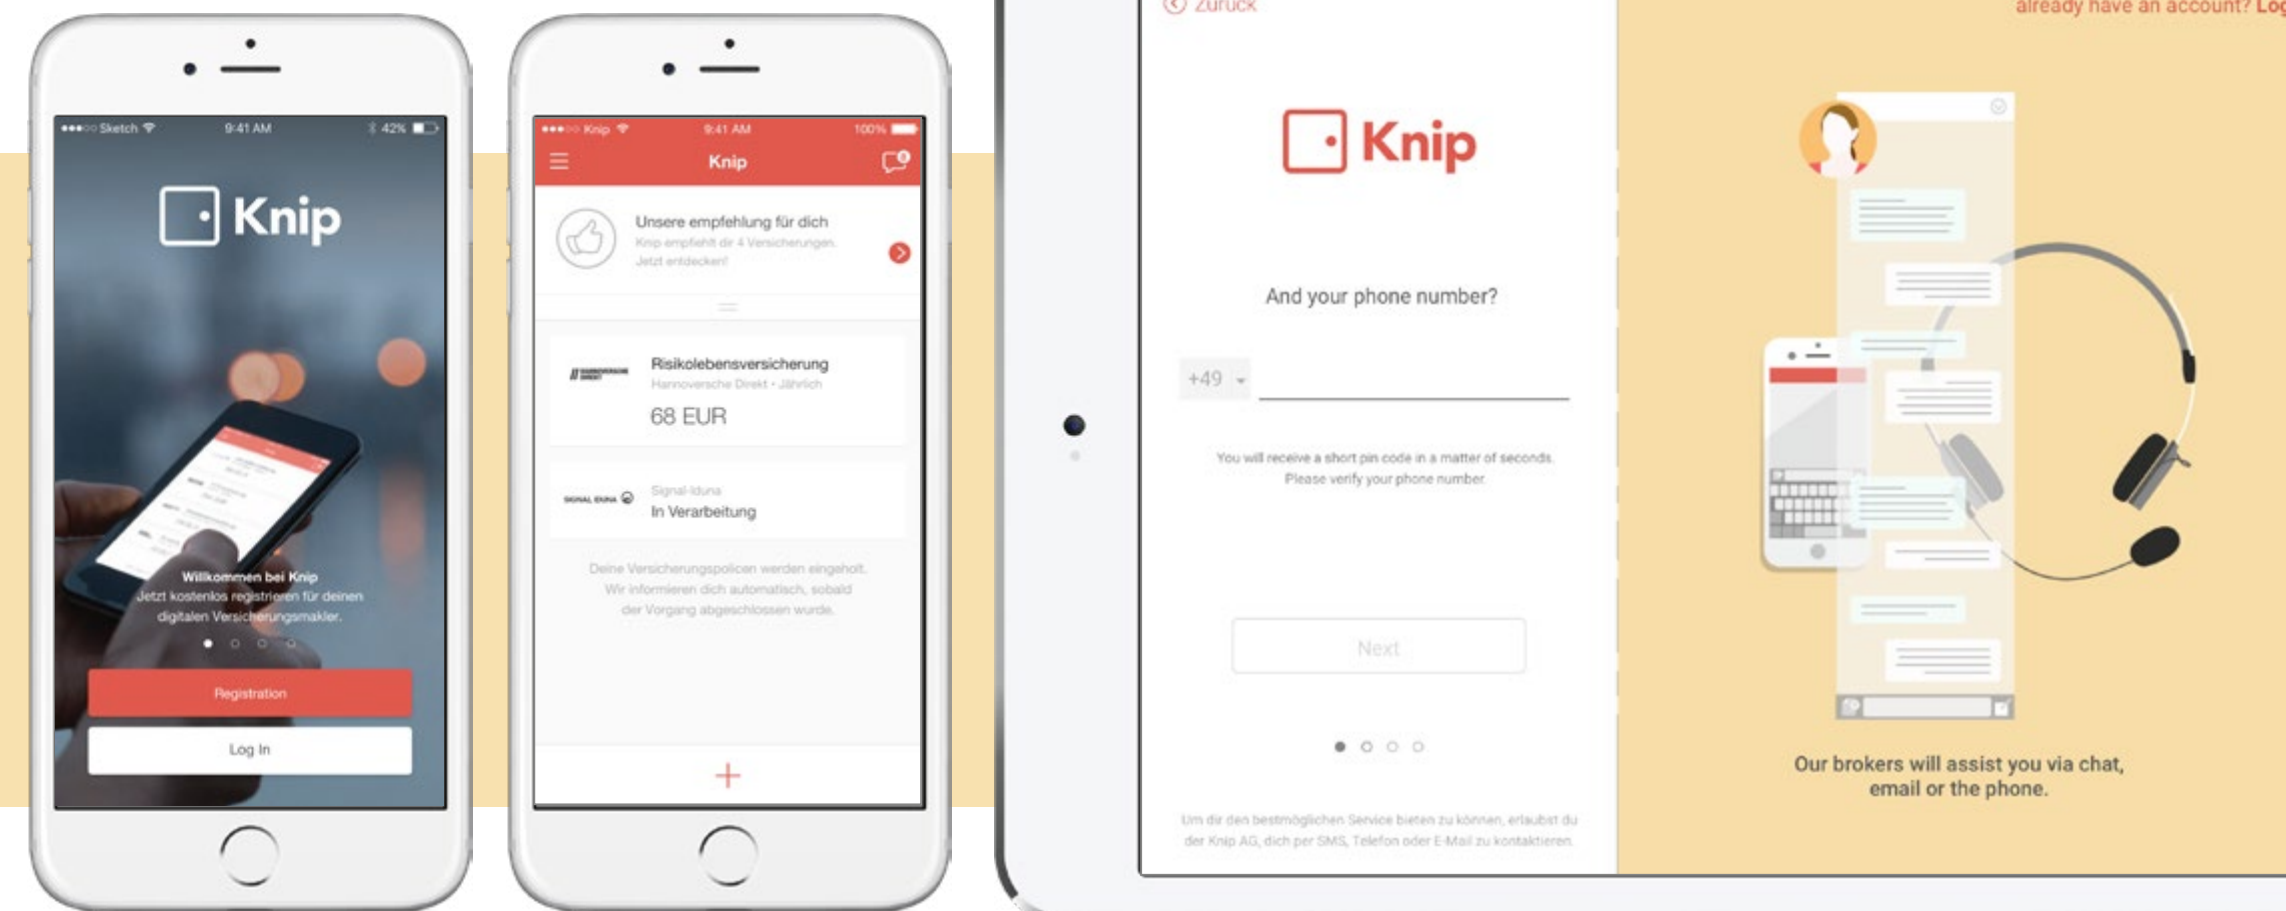 Sketch
9:41 AM
42%
Knip
Willkommen bei Knip
Jetzt kostenlos registrieren für deinen
digitalen Versicherungsmakler.
Registration
Log In
Knip
9:41 AM
100%
Knip
Unsere empfehlung für dich
Knip empfiehlt dir 4 Versicherungen.
Jetzt entdecken!
Risikolebensversicherung
Hannoversche Direkt • Jährlich
68 EUR
SIGNAL IDUNA
Signal-Iduna
In Verarbeitung
Deine Versicherungspolicen werden eingeholt.
Wir informieren dich automatisch, sobald
der Vorgang abgeschlossen wurde.
Zurück
already have an account? Log
Knip
And your phone number?
+49
You will receive a short pin code in a matter of seconds.
Please verify your phone number.
Next
Um dir den bestmöglichen Service bieten zu können, erlaubst du
der Knip AG, dich per SMS, Telefon oder E-Mail zu kontaktieren.
Our brokers will assist you via chat,
email or the phone.